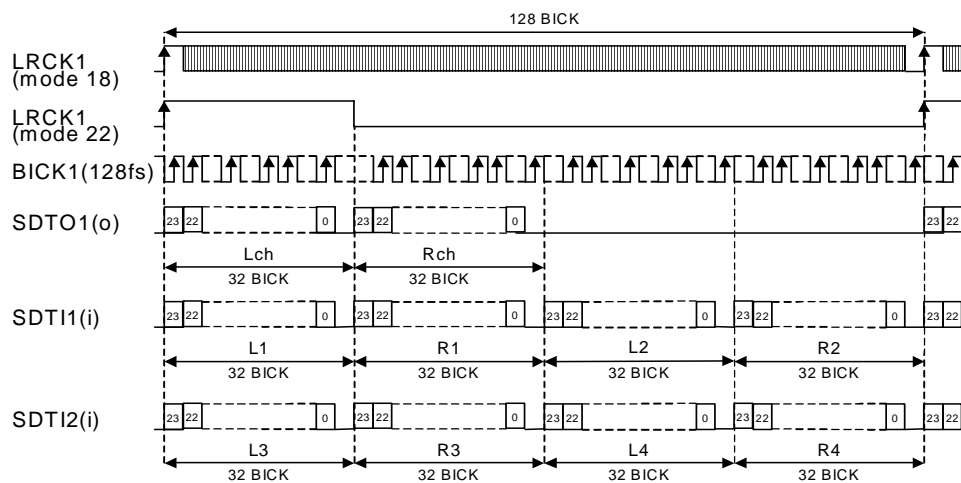 128 BICK
LRCK1
(mode 18)
LRCK1
(mode 22)
BICK1(128fs)
SDTO1(o)
23 22 0 23 22 0 23 22
Lch Rch
32 BICK 32 BICK
SDTI1(i)
23 22 0 23 22 0 23 22 0 23 22 0 23 22
L1 R1 L2 R2
32 BICK 32 BICK 32 BICK 32 BICK
SDTI2(i)
23 22 0 23 22 0 23 22 0 23 22 0 23 22
L3 R3 L4 R4
32 BICK 32 BICK 32 BICK 32 BICK